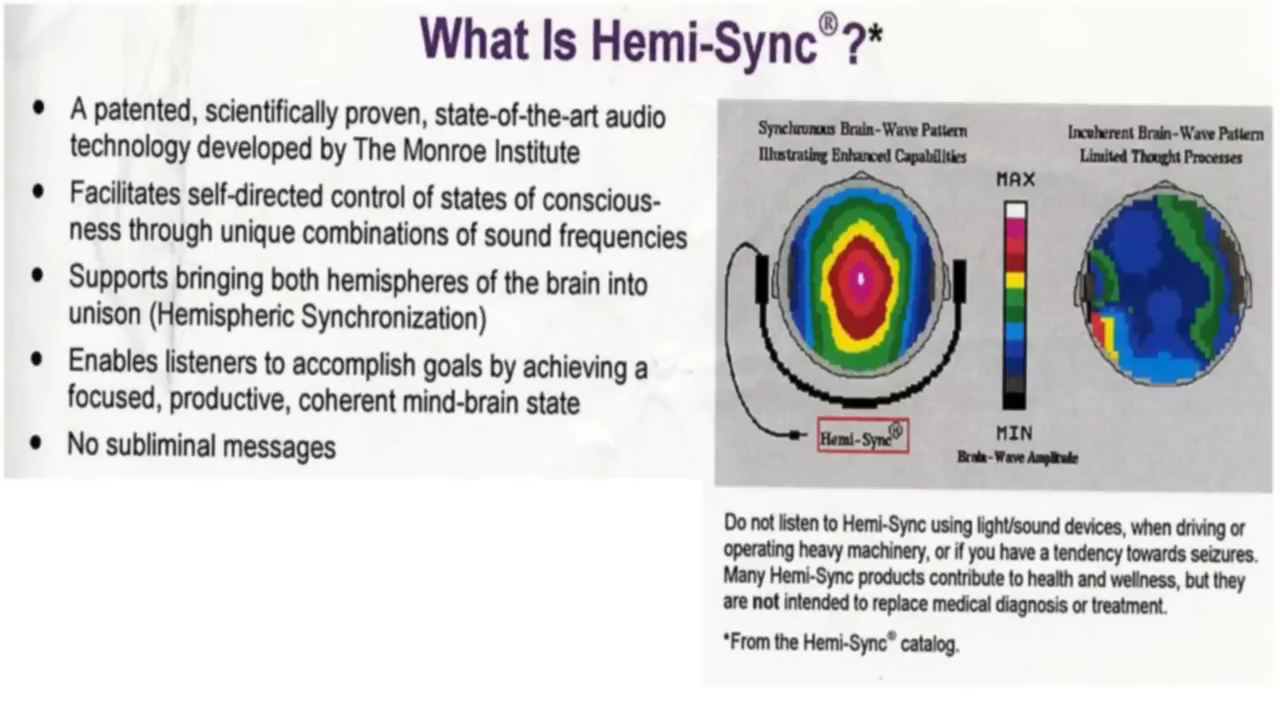 What Is Hemi-Sync®?*
• A patented, scientifically proven, state-of-the-art audio
technology developed by The Monroe Institute
• Facilitates self-directed control of states of conscious-
ness through unique combinations of sound frequencies
• Supports bringing both hemispheres of the brain into
unison (Hemispheric Synchronization)
• Enables listeners to accomplish goals by achieving a
focused, productive, coherent mind-brain state
• No subliminal messages
Synchronous Brain-Wave Pattern
Illustrating Enhanced Capabilities
Incoherent Brain-Wave Pattern
Limited Thought Processes
MAX
MIN
Brain-Wave Amplitude
Hemi-Sync®
Do not listen to Hemi-Sync using light/sound devices, when driving or
operating heavy machinery, or if you have a tendency towards seizures.
Many Hemi-Sync products contribute to health and wellness, but they
are not intended to replace medical diagnosis or treatment.
*From the Hemi-Sync® catalog.